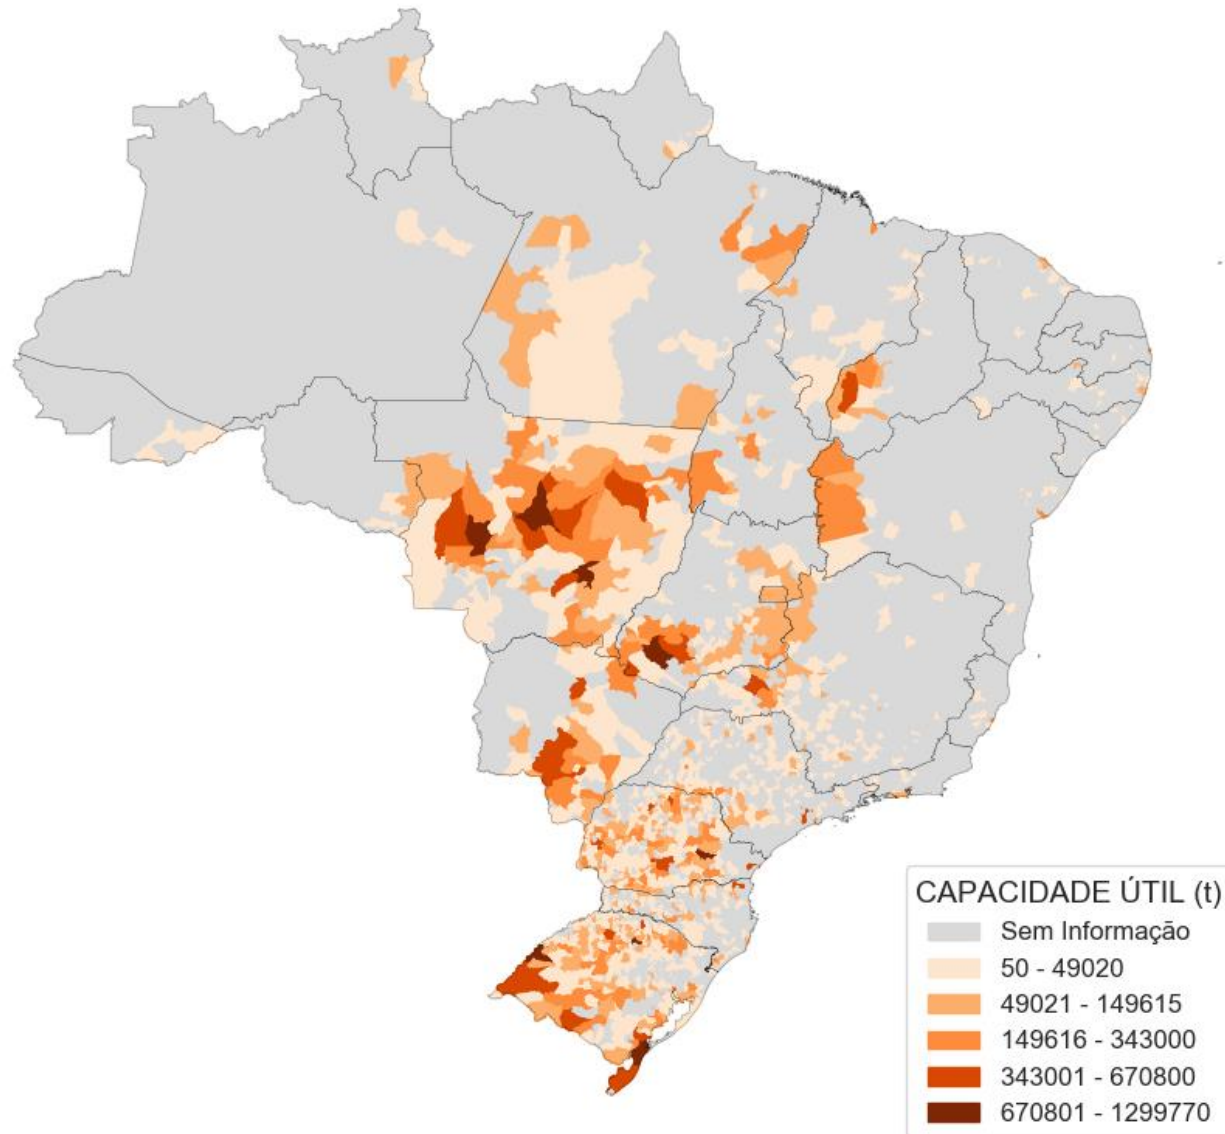 CAPACIDADE ÚTIL (t)
Sem Informação
50 - 49020
49021 - 149615
149616 - 343000
343001 - 670800
670801 - 1299770